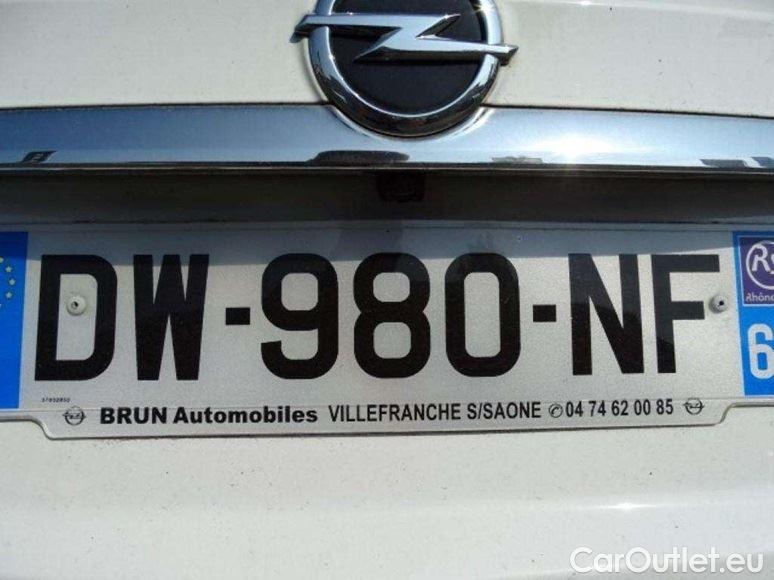 DW-980-NF
BRUN Automobiles VILLEFRANCHE S/SAONE ✆ 04 74 62 00 85
CarOutlet.eu